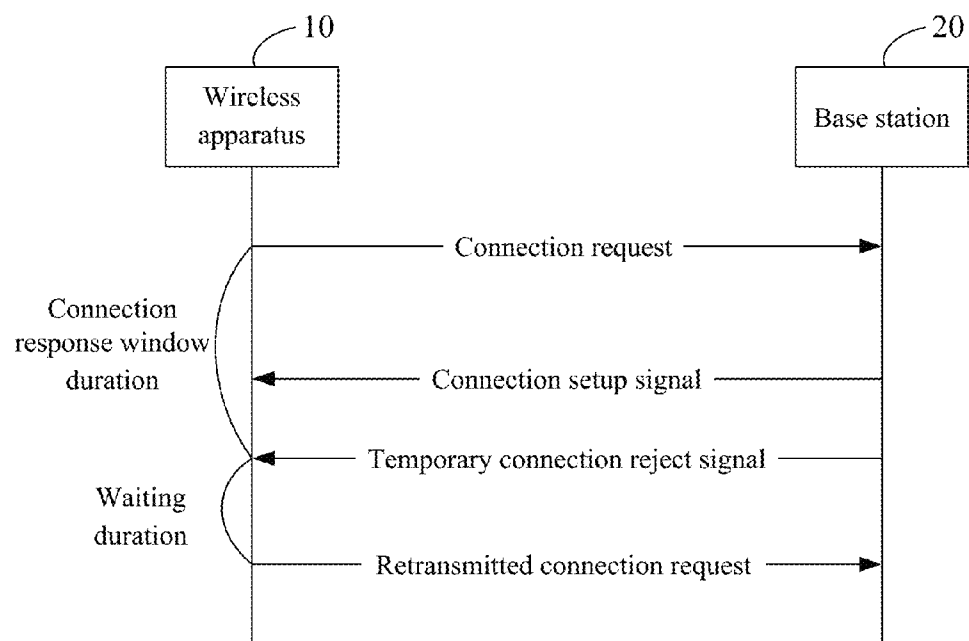 10
20
Wireless
apparatus
Base station
Connection request
Connection
response window
duration
Connection setup signal
Temporary connection reject signal
Waiting
duration
Retransmitted connection request